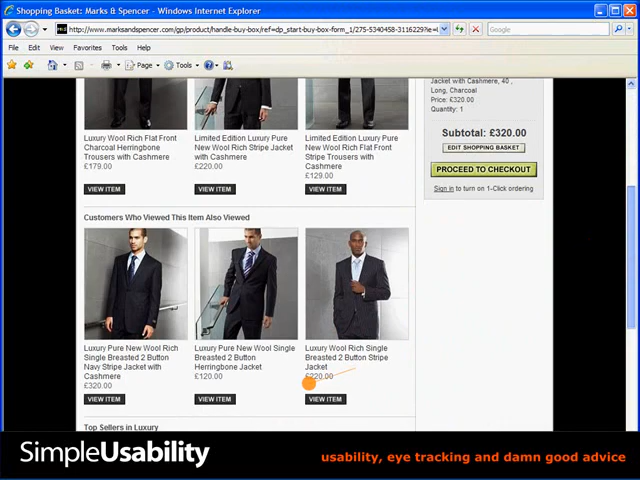 Shopping Basket: Marks & Spencer - Windows Internet Explorer
http://www.marksandspencer.com/gp/product/handle-buy-box/ref=dp_start-buy-box-form_1/275-5340458-3116229?ie=
Google
File Edit View Favorites Tools Help
Page Tools
Jacket with Cashmere, 40 ,
Long, Charcoal
Price: £320.00
Quantity: 1
Subtotal: £320.00
EDIT SHOPPING BASKET
PROCEED TO CHECKOUT
Sign in to turn on 1-Click ordering
Luxury Wool Rich Flat Front
Charcoal Herringbone
Trousers with Cashmere
£179.00
VIEW ITEM
Limited Edition Luxury Pure
New Wool Rich Stripe Jacket
with Cashmere
£220.00
VIEW ITEM
Limited Edition Luxury Pure
New Wool Rich Flat Front
Stripe Trousers with
Cashmere
£129.00
VIEW ITEM
Customers Who Viewed This Item Also Viewed
Luxury Pure New Wool Rich
Single Breasted 2 Button
Navy Stripe Jacket with
Cashmere
£320.00
VIEW ITEM
Luxury Pure New Wool Single
Breasted 2 Button
Herringbone Jacket
£120.00
VIEW ITEM
Luxury Wool Rich Single
Breasted 2 Button Stripe
Jacket
£220.00
VIEW ITEM
Top Sellers in Luxury
SimpleUsability
usability, eye tracking and damn good advice